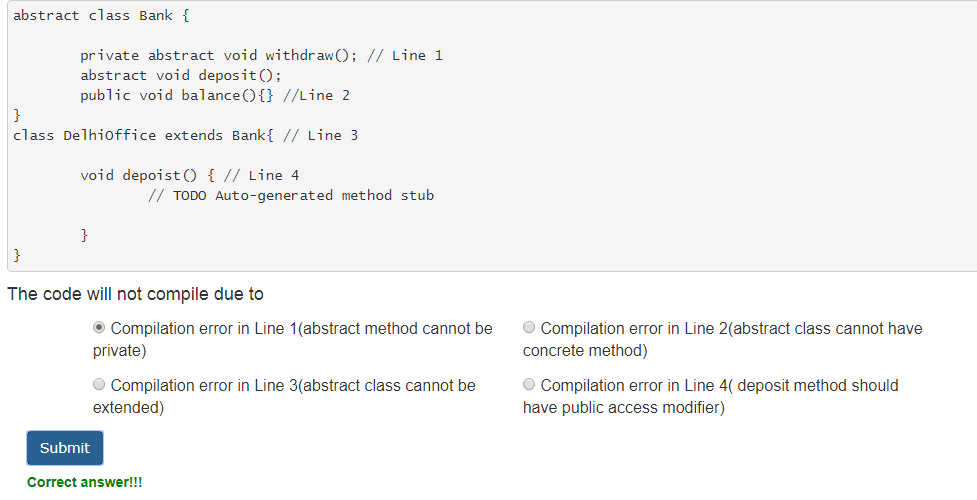 abstract class Bank {
private abstract void withdraw(); // Line 1
abstract void deposit();
public void balance(){} //Line 2
}
class DelhiOffice extends Bank{ // Line 3
void depoist() { // Line 4
// TODO Auto-generated method stub
}
}
The code will not compile due to
Compilation error in Line 1(abstract method cannot be
private)
Compilation error in Line 2(abstract class cannot have
concrete method)
Compilation error in Line 3(abstract class cannot be
extended)
Compilation error in Line 4( deposit method should
have public access modifier)
Submit
Correct answer!!!